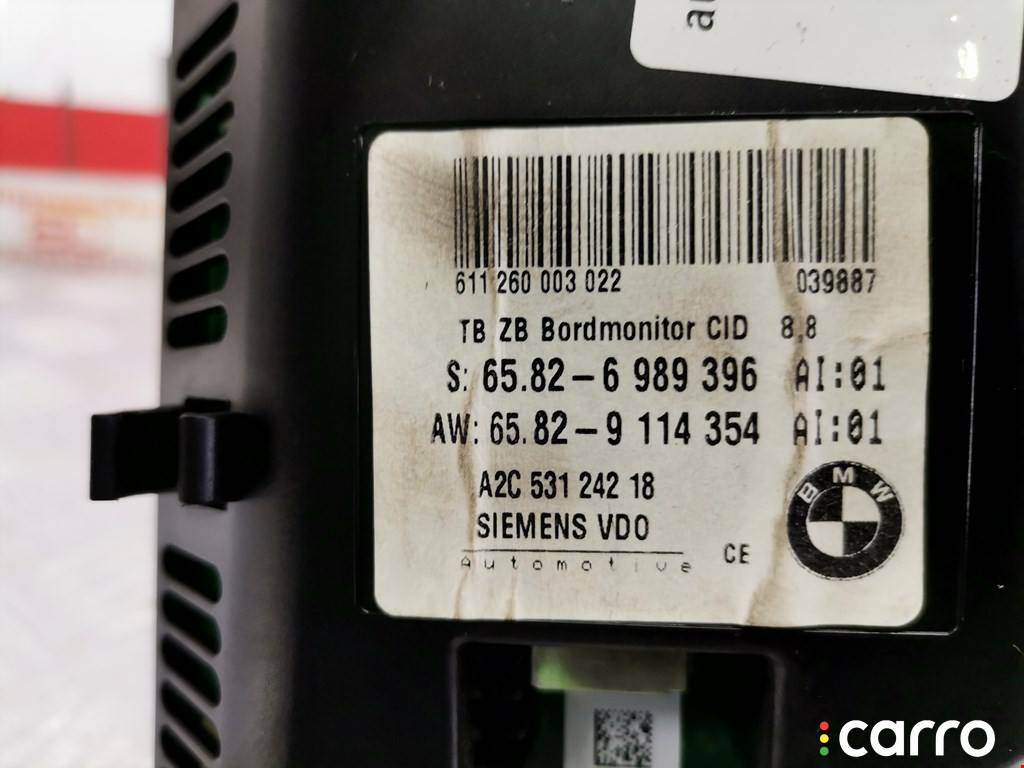 611 260 003 022 039887
TB ZB Bordmonitor CID 8,8
S: 65.82-6 989 396 AI:01
AW: 65.82-9 114 354 AI:01
A2C 531 242 18
SIEMENS VDO
Automotive
CE
BMW
carro